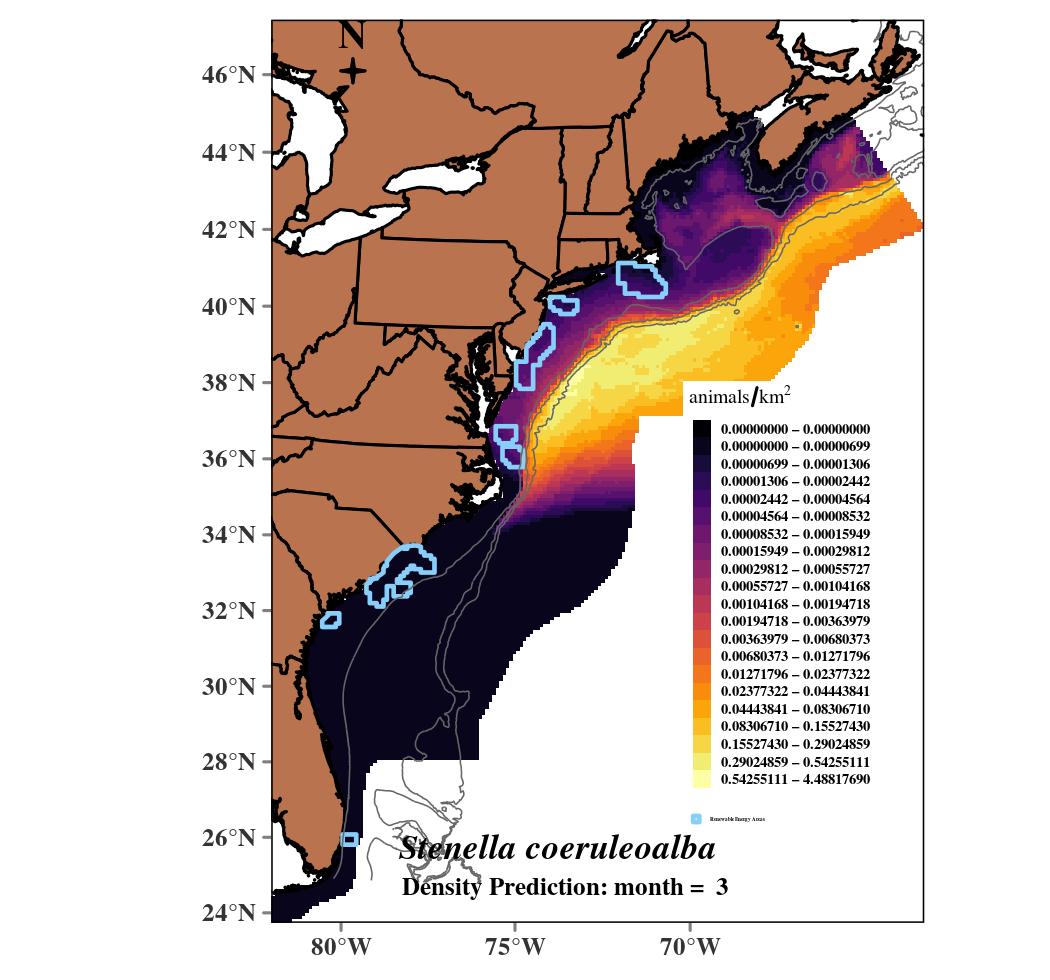 N
46°N
44°N
42°N
40°N
38°N
36°N
34°N
32°N
30°N
28°N
26°N
24°N
animals/km²
0.00000000 – 0.00000000
0.00000000 – 0.00000699
0.00000699 – 0.00001306
0.00001306 – 0.00002442
0.00002442 – 0.00004564
0.00004564 – 0.00008532
0.00008532 – 0.00015949
0.00015949 – 0.00029812
0.00029812 – 0.00055727
0.00055727 – 0.00104168
0.00104168 – 0.00194718
0.00194718 – 0.00363979
0.00363979 – 0.00680373
0.00680373 – 0.01271796
0.01271796 – 0.02377322
0.02377322 – 0.04443841
0.04443841 – 0.08306710
0.08306710 – 0.15527430
0.15527430 – 0.29024859
0.29024859 – 0.54255111
0.54255111 – 4.48817690
Renewable Energy Areas
Stenella coeruleoalba
Density Prediction: month = 3
80°W 75°W 70°W